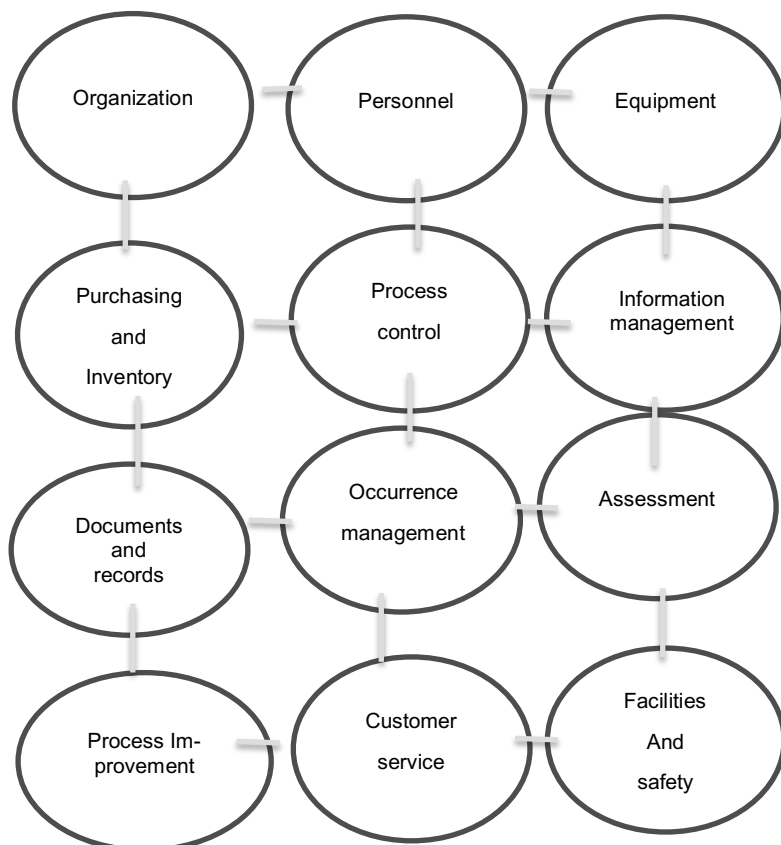 Organization
Personnel
Equipment
Purchasing
and
Inventory
Process
control
Information
management
Documents
and
records
Occurrence
management
Assessment
Process Im-
provement
Customer
service
Facilities
And
safety